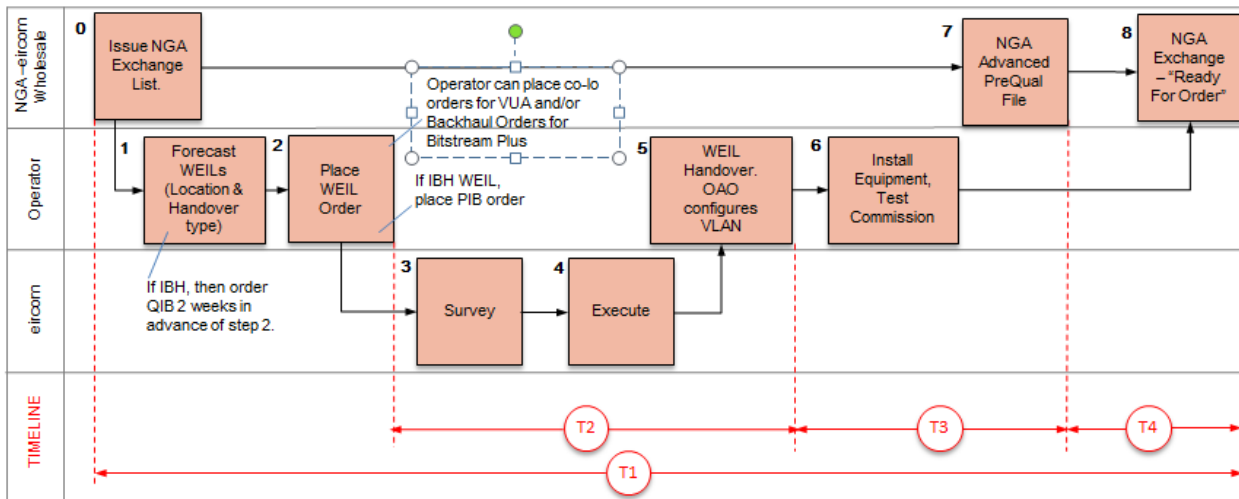 NGA –eircom
Wholesale
0
Issue NGA
Exchange
List.
Operator can place co-lo
orders for VUA and/or
Backhaul Orders for
Bitstream Plus
7
NGA
Advanced
PreQual
File
8
NGA
Exchange
– “Ready
For Order”
Operator
1
Forecast
WEILs
(Location &
Handover
type)
2
Place
WEIL
Order
If IBH WEIL,
place PIB order
5
WEIL
Handover.
OAO
configures
VLAN
6
Install
Equipment,
Test
Commission
eircom
If IBH, then order
QIB 2 weeks in
advance of step 2.
3
Survey
4
Execute
TIMELINE
T2
T3
T4
T1